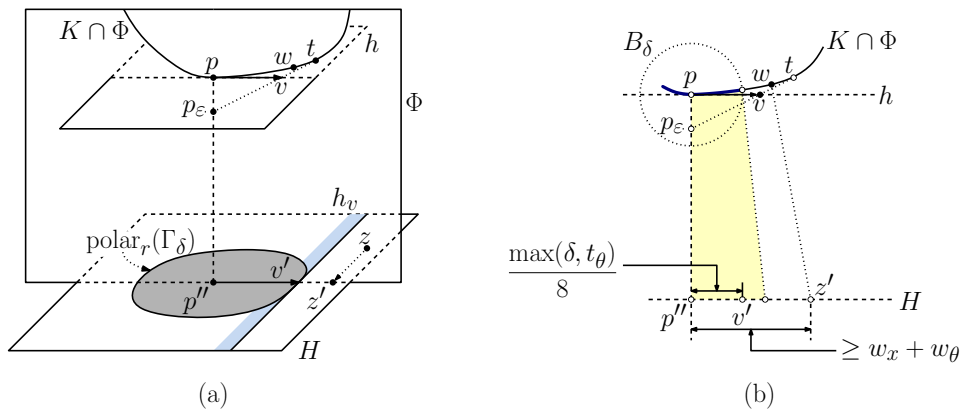 K ∩ Φ
p
w
t
h
v
p_ε
Φ
h_v
polar_r(Γ_δ)
z
v′
p″
z′
H
(a)
B_δ
K ∩ Φ
p
w
t
v
h
p_ε
max(δ, t_θ)
8
z′
H
p″
v′
≥ w_x + w_θ
(b)